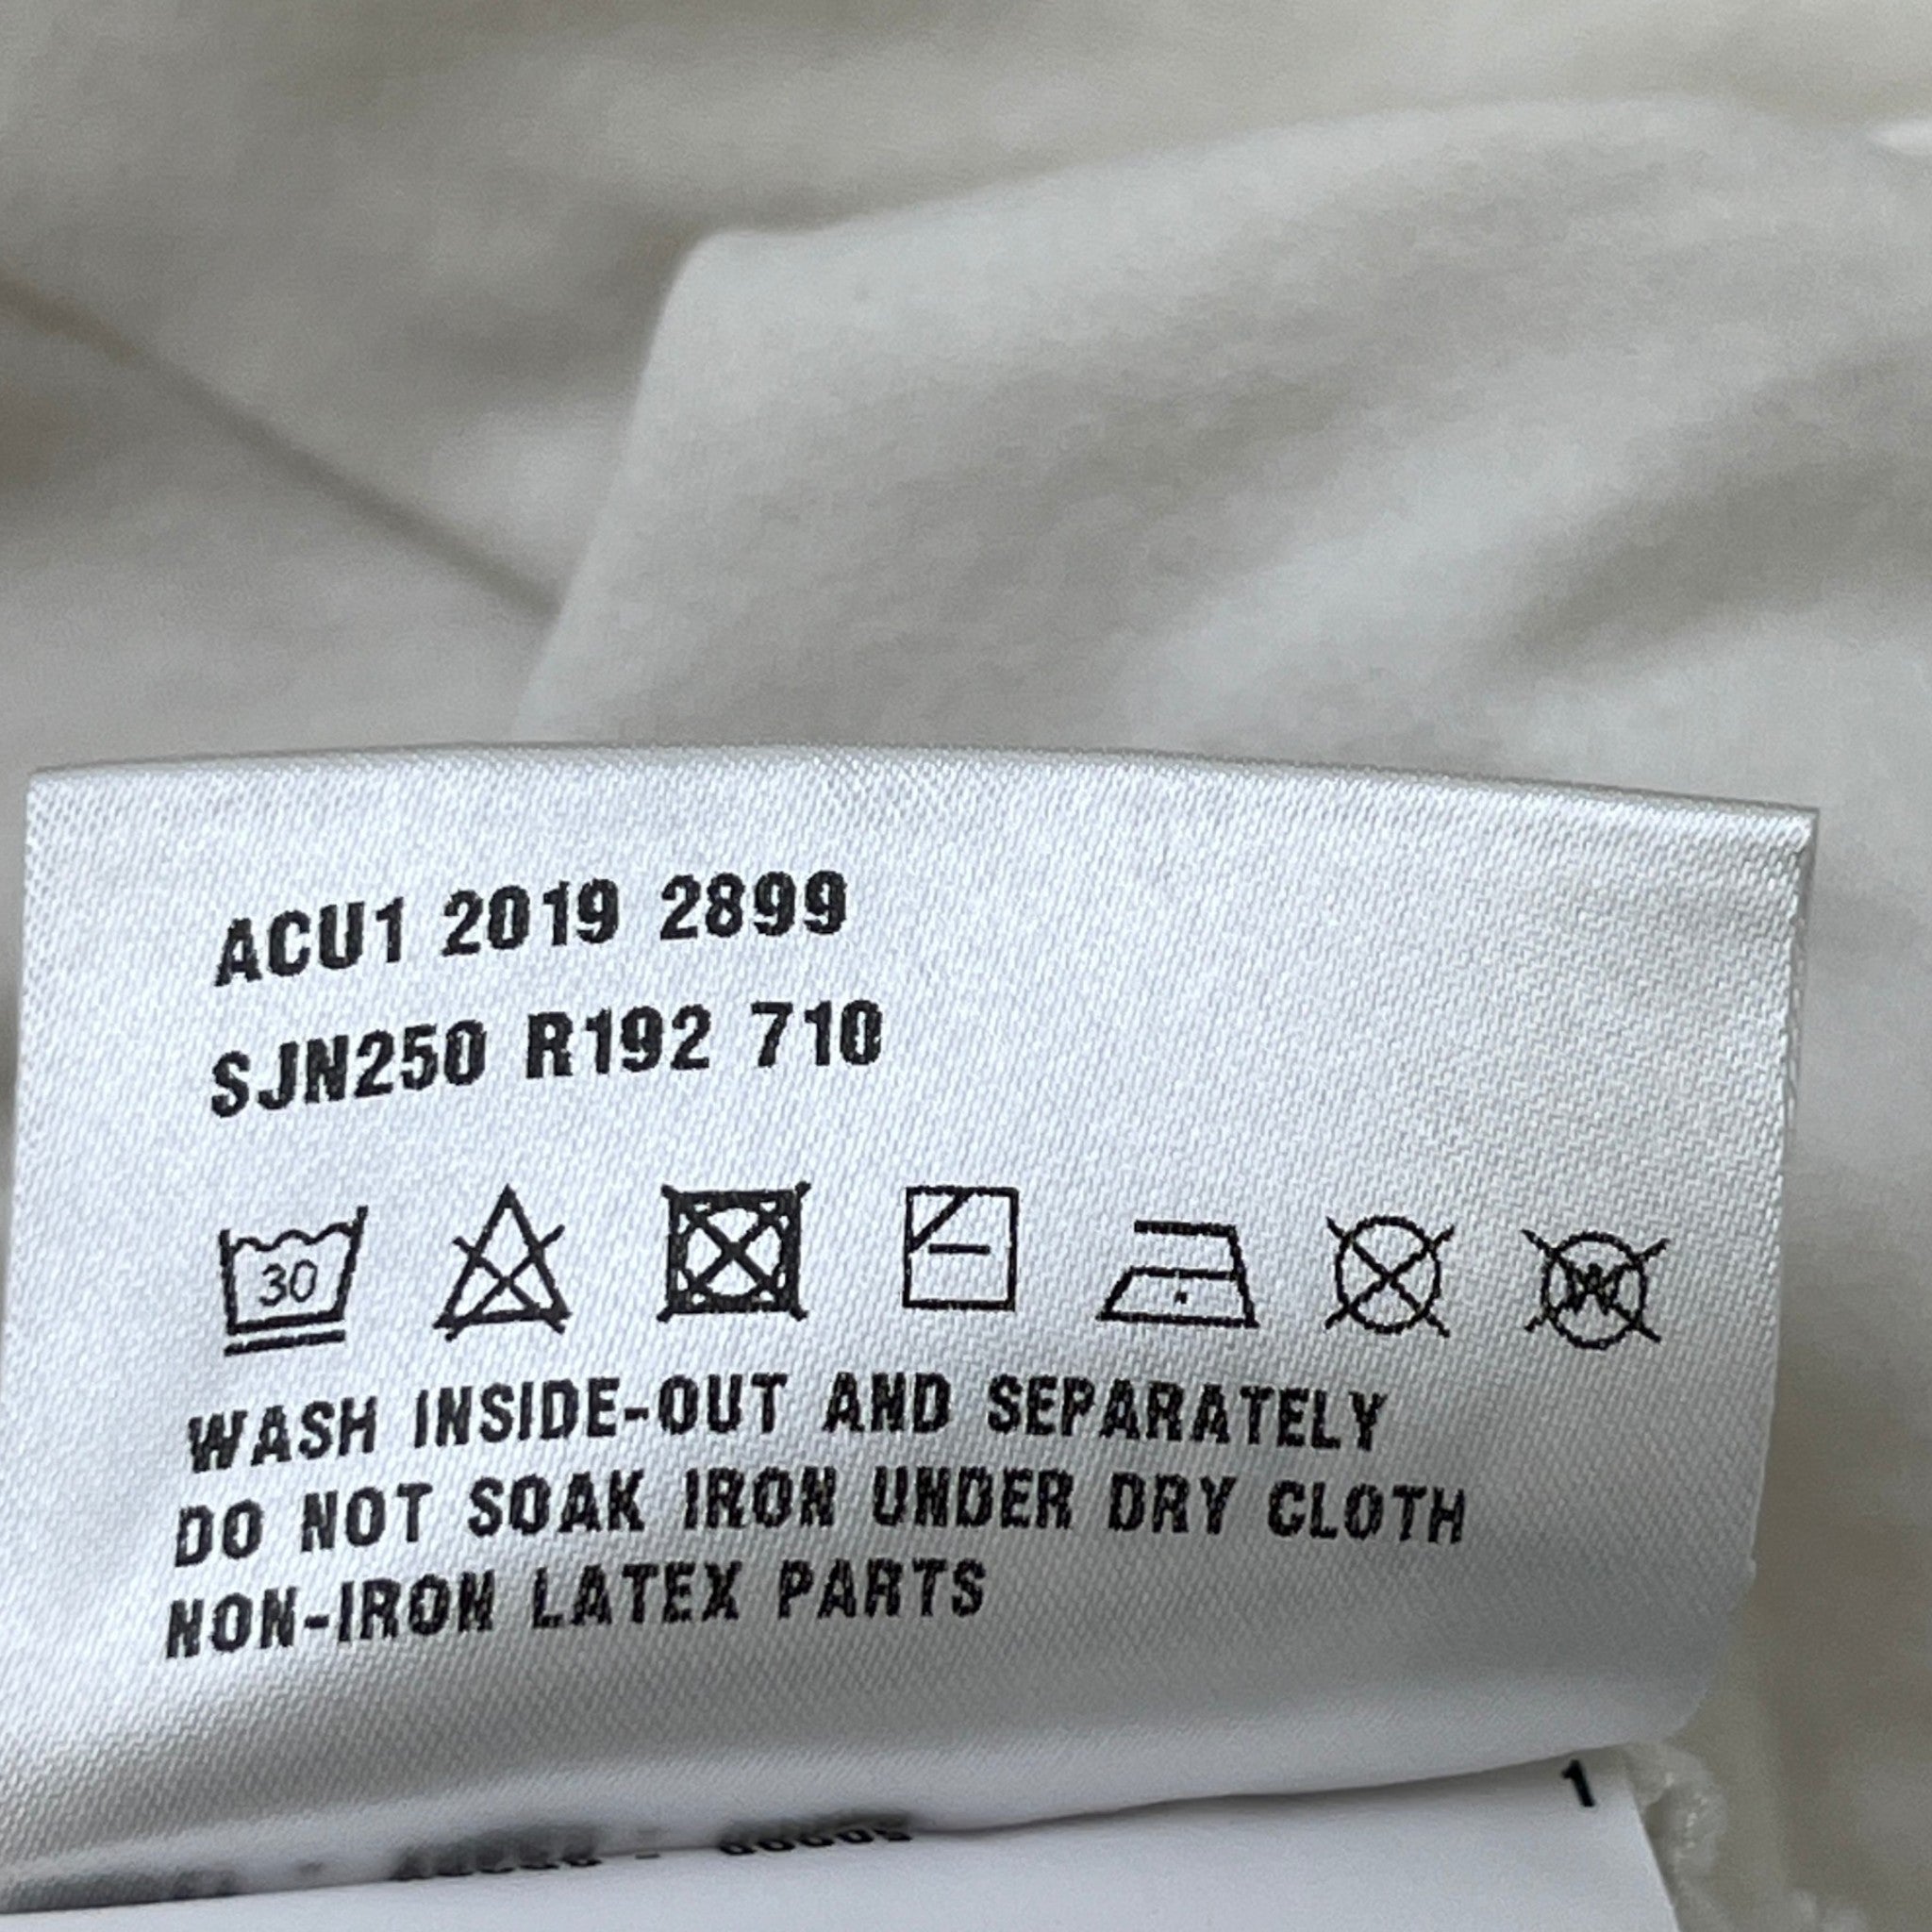 ACU1 2019 2899
SJN250 R192 710
30
W
WASH INSIDE-OUT AND SEPARATELY
DO NOT SOAK IRON UNDER DRY CLOTH
NON-IRON LATEX PARTS
1